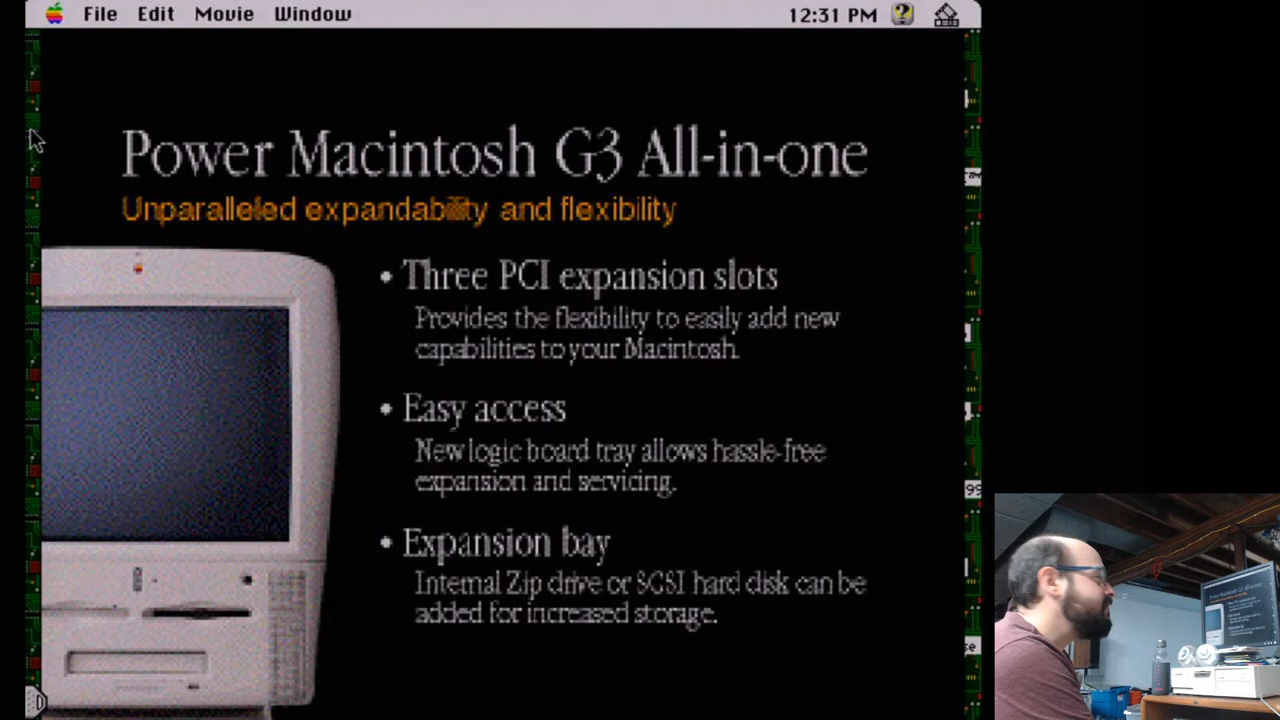 File Edit Movie Window 12:31 PM
Power Macintosh G3 All-in-one
Unparalleled expandability and flexibility
• Three PCI expansion slots
Provides the flexibility to easily add new
capabilities to your Macintosh.
• Easy access
New logic board tray allows hassle-free
expansion and servicing.
• Expansion bay
Internal Zip drive or SCSI hard disk can be
added for increased storage.